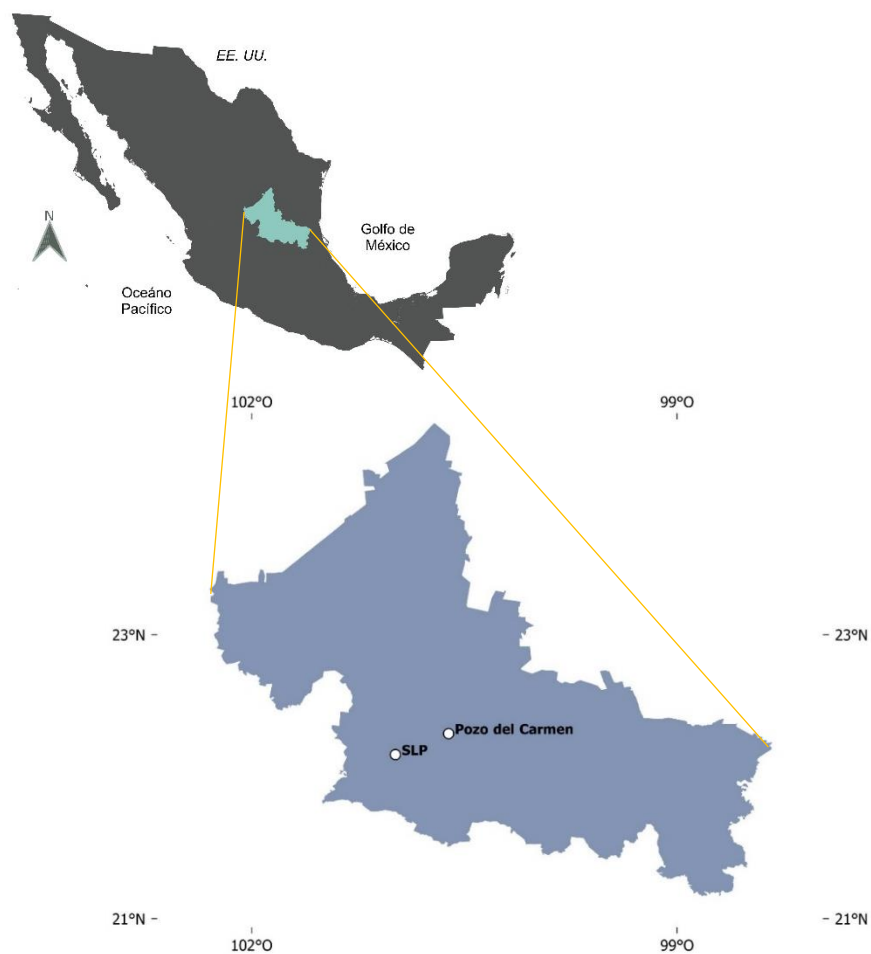 EE. UU.
N
Golfo de
México
Oceáno
Pacífico
102°O
99°O
23°N
23°N
Pozo del Carmen
SLP
21°N
21°N
102°O
99°O